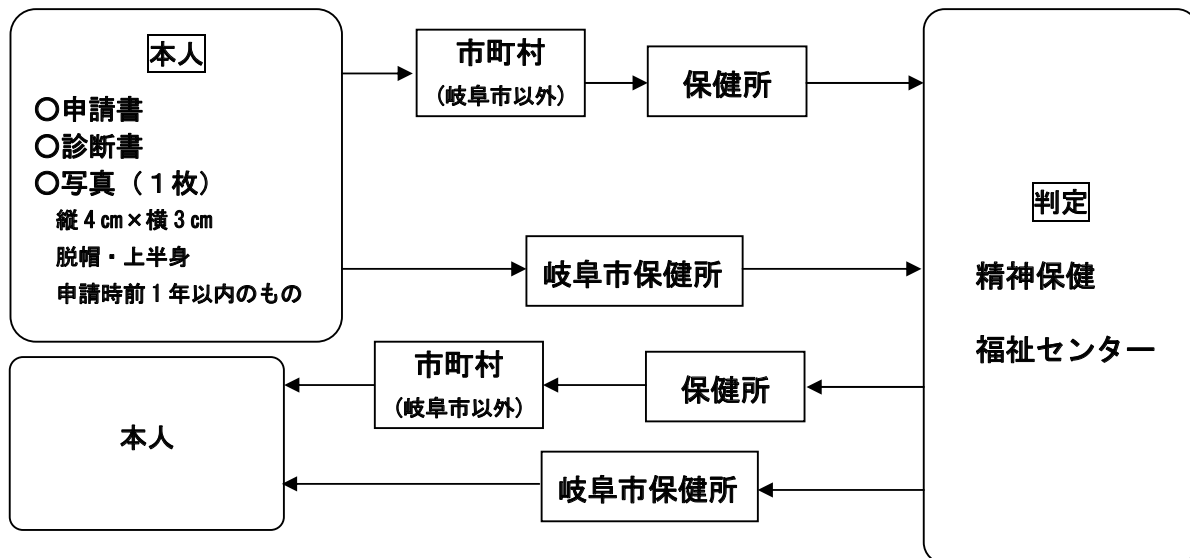 本人
○申請書
○診断書
○写真（１枚）
縦４㎝×横３㎝
脱帽・上半身
申請時前１年以内のもの
市町村
（岐阜市以外）
保健所
岐阜市保健所
判定
精神保健
福祉センター
市町村
（岐阜市以外）
保健所
本人
岐阜市保健所